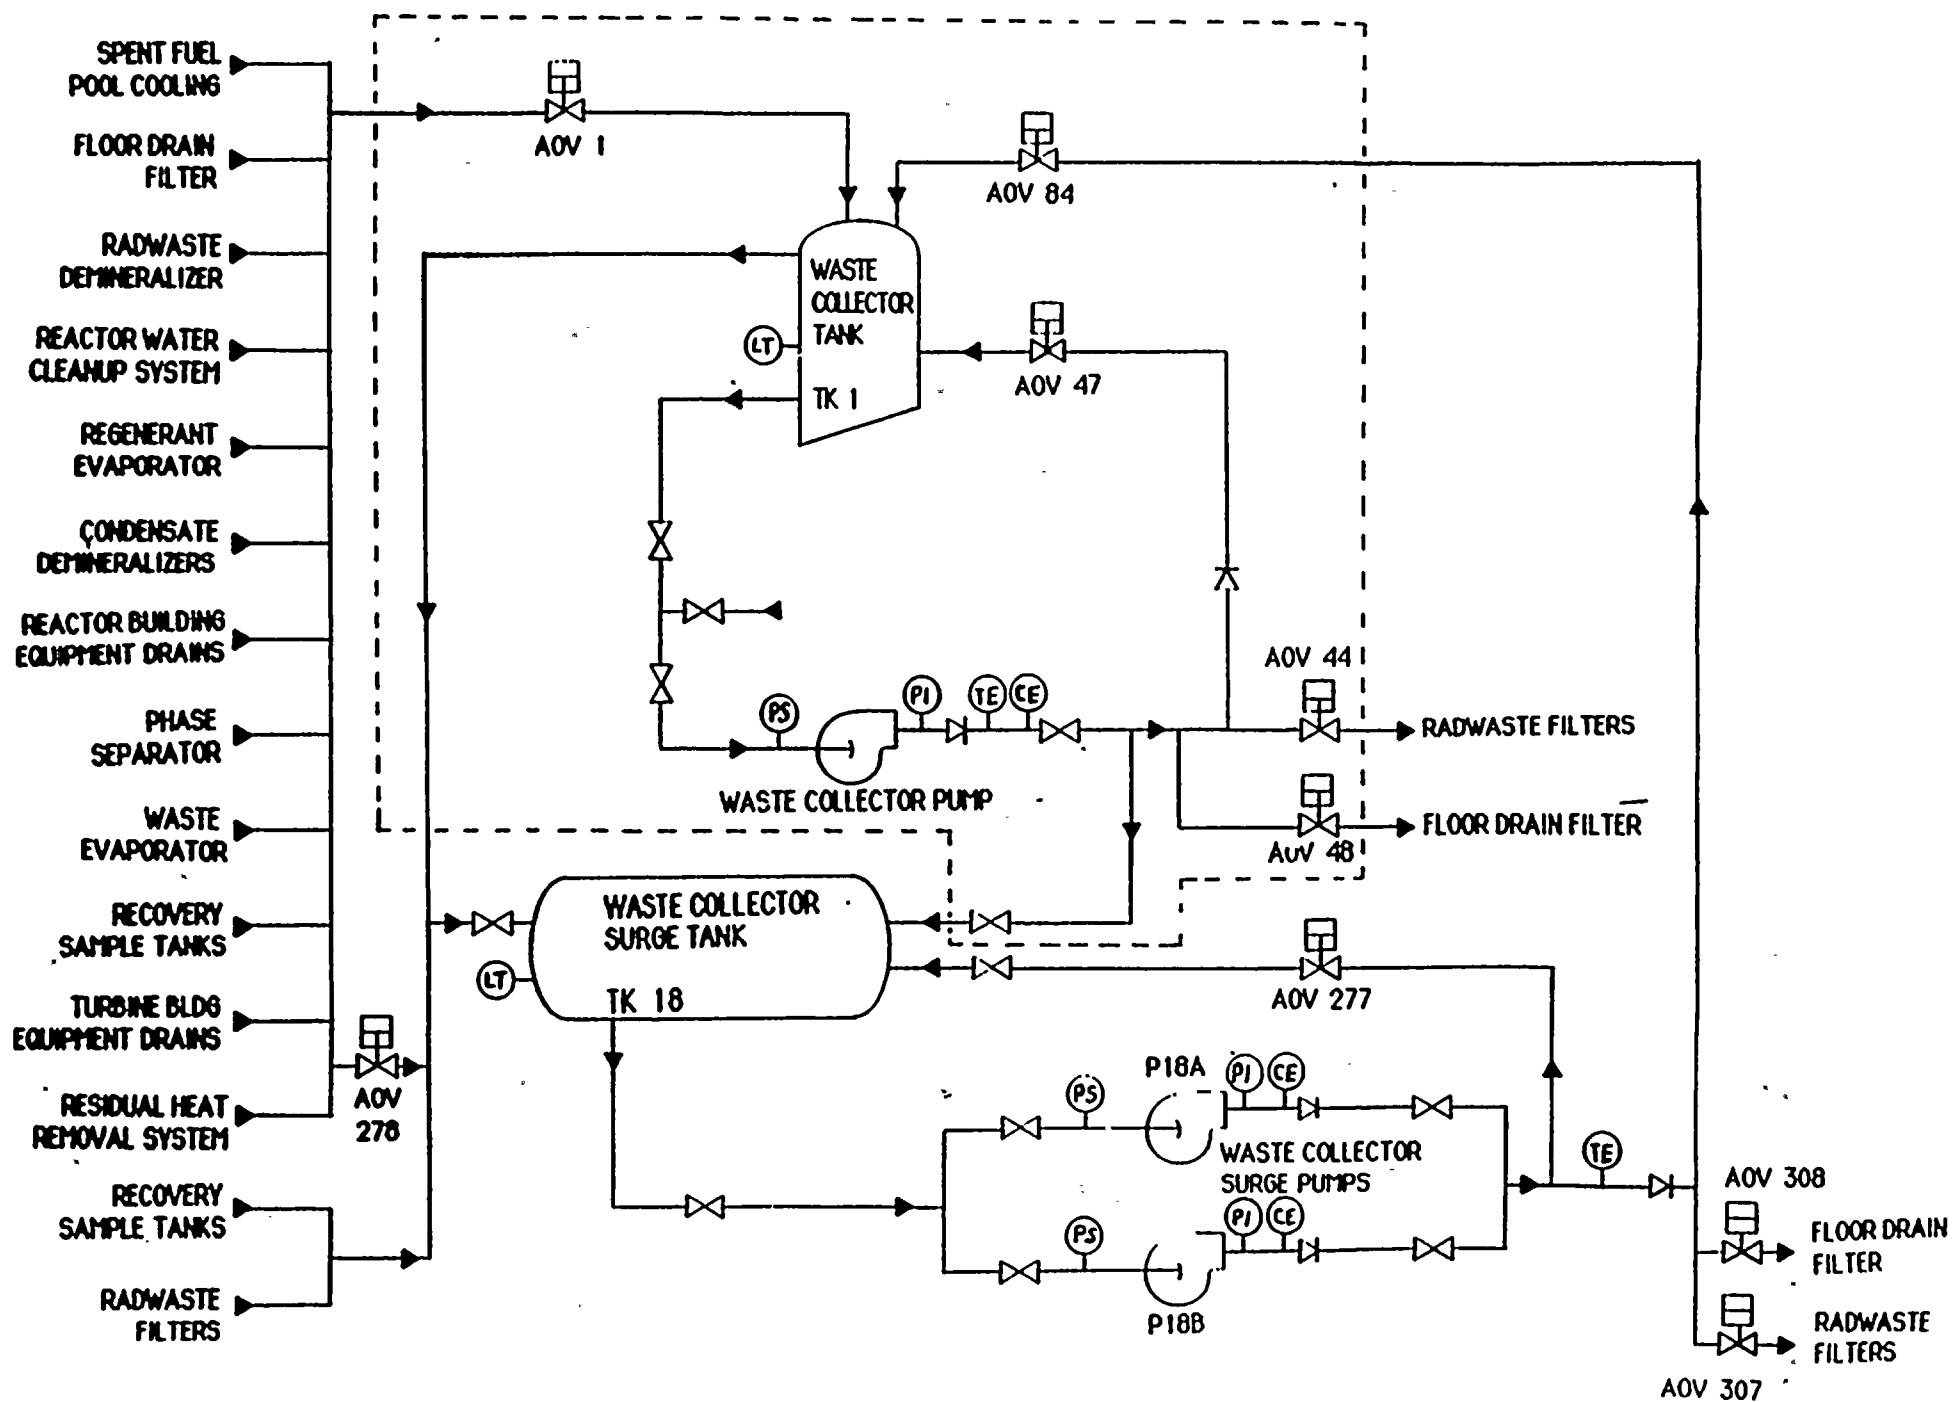 SPENT FUEL
POOL COOLING
FLOOR DRAIN
FILTER
RADWASTE
DEMINERALIZER
REACTOR WATER
CLEANUP SYSTEM
REGENERANT
EVAPORATOR
CONDENSATE
DEMINERALIZERS
REACTOR BUILDING
EQUIPMENT DRAINS
PHASE
SEPARATOR
WASTE
EVAPORATOR
RECOVERY
SAMPLE TANKS
TURBINE BLDG
EQUIPMENT DRAINS
RESIDUAL HEAT
REMOVAL SYSTEM
RECOVERY
SAMPLE TANKS
RADWASTE
FILTERS
AOV
278
AOV 1
AOV 84
WASTE
COLLECTOR
TANK
TK 1
LT
AOV 47
PS
PI
TE
CE
WASTE COLLECTOR PUMP
AOV 44
RADWASTE FILTERS
AOV 48
FLOOR DRAIN FILTER
WASTE COLLECTOR
SURGE TANK
TK 18
LT
AOV 277
P18A
PS
PI
CE
WASTE COLLECTOR
SURGE PUMPS
PS
PI
CE
P18B
TE
AOV 308
FLOOR DRAIN
FILTER
RADWASTE
FILTERS
AOV 307